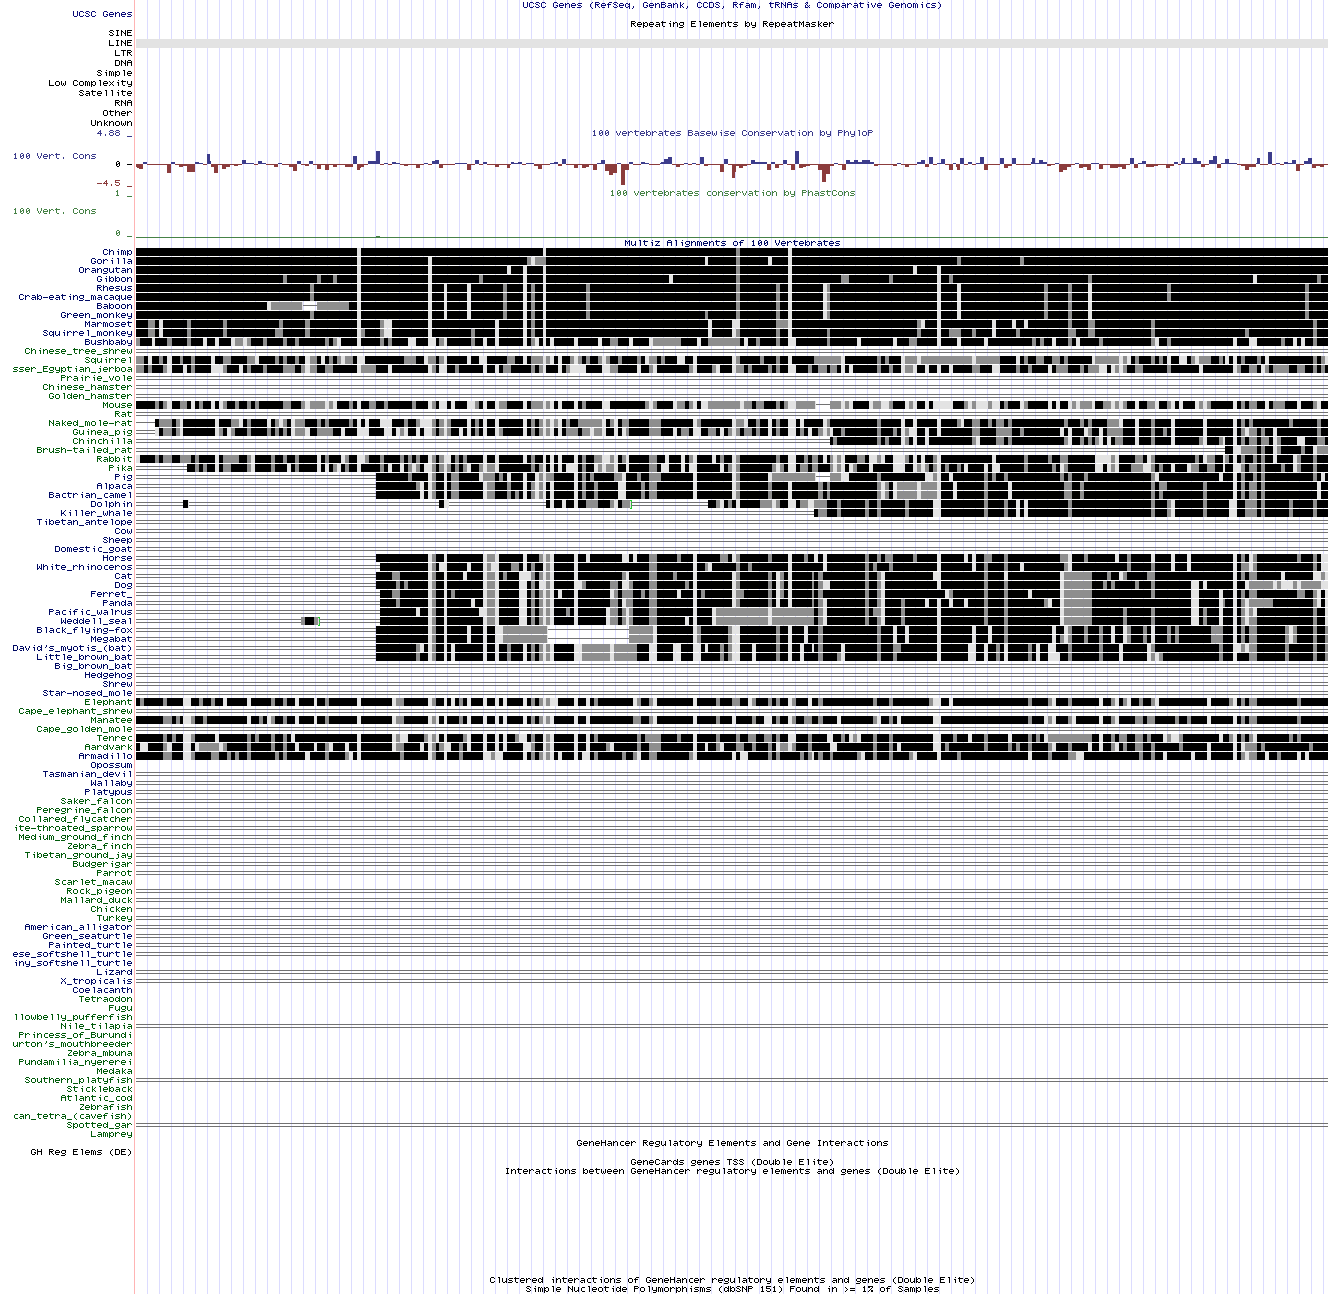 UCSC Genes (RefSeq, GenBank, CCDS, Rfam, tRNAs & Comparative Genomics)
UCSC Genes
Repeating Elements by RepeatMasker
SINE
LINE
LTR
DNA
Simple
Low Complexity
Satellite
RNA
Other
Unknown
100 vertebrates Basewise Conservation by PhyloP
4.88 _
100 Vert. Cons
0 -
-4.5 _
100 vertebrates conservation by PhastCons
1 _
100 Vert. Cons
0 _
Multiz Alignments of 100 Vertebrates
Chimp
Gorilla
Orangutan
Gibbon
Rhesus
Crab-eating_macaque
Baboon
Green_monkey
Marmoset
Squirrel_monkey
Bushbaby
Chinese_tree_shrew
Squirrel
sser_Egyptian_jerboa
Prairie_vole
Chinese_hamster
Golden_hamster
Mouse
Rat
Naked_mole-rat
Guinea_pig
Chinchilla
Brush-tailed_rat
Rabbit
Pika
Pig
Alpaca
Bactrian_camel
Dolphin
Killer_whale
Tibetan_antelope
Cow
Sheep
Domestic_goat
Horse
White_rhinoceros
Cat
Dog
Ferret_
Panda
Pacific_walrus
Weddell_seal
Black_flying-fox
Megabat
David's_myotis_(bat)
Little_brown_bat
Big_brown_bat
Hedgehog
Shrew
Star-nosed_mole
Elephant
Cape_elephant_shrew
Manatee
Cape_golden_mole
Tenrec
Aardvark
Armadillo
Opossum
Tasmanian_devil
Wallaby
Platypus
Saker_falcon
Peregrine_falcon
Collared_flycatcher
ite-throated_sparrow
Medium_ground_finch
Zebra_finch
Tibetan_ground_jay
Budgerigar
Parrot
Scarlet_macaw
Rock_pigeon
Mallard_duck
Chicken
Turkey
American_alligator
Green_seaturtle
Painted_turtle
ese_softshell_turtle
iny_softshell_turtle
Lizard
X_tropicalis
Coelacanth
Tetraodon
Fugu
llowbelly_pufferfish
Nile_tilapia
Princess_of_Burundi
urton's_mouthbreeder
Zebra_mbuna
Pundamilia_nyererei
Medaka
Southern_platyfish
Stickleback
Atlantic_cod
Zebrafish
can_tetra_(cavefish)
Spotted_gar
Lamprey
GeneHancer Regulatory Elements and Gene Interactions
GH Reg Elems (DE)
GeneCards genes TSS (Double Elite)
Interactions between GeneHancer regulatory elements and genes (Double Elite)
Clustered interactions of GeneHancer regulatory elements and genes (Double Elite)
Simple Nucleotide Polymorphisms (dbSNP 151) Found in >= 1% of Samples